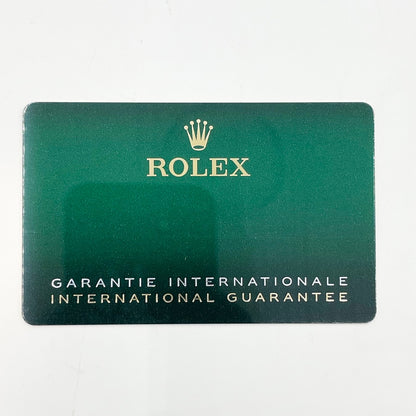 ROLEX
GARANTIE INTERNATIONALE
INTERNATIONAL GUARANTEE